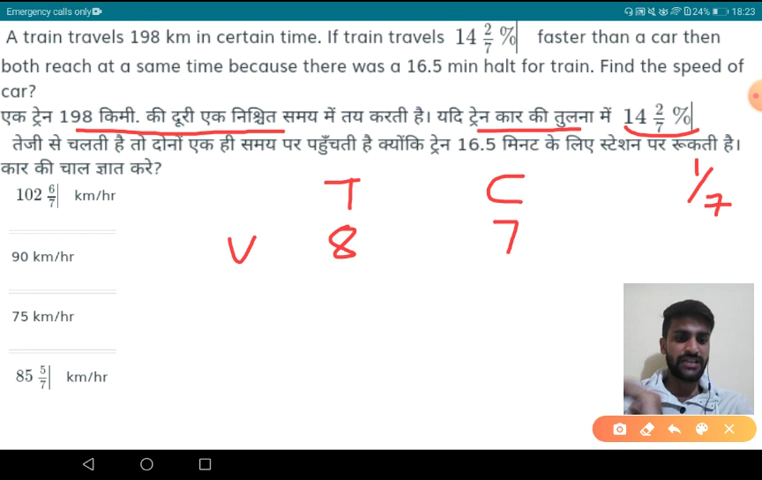 Emergency calls only 24% 18:23
A train travels 198 km in certain time. If train travels 14 2/7 % faster than a car then
both reach at a same time because there was a 16.5 min halt for train. Find the speed of
car?
एक ट्रेन 198 किमी. की दूरी एक निश्चित समय में तय करती है। यदि ट्रेन कार की तुलना में 14 2/7 %
तेजी से चलती है तो दोनों एक ही समय पर पहुँचती है क्योंकि ट्रेन 16.5 मिनट के लिए स्टेशन पर रूकती है।
कार की चाल ज्ञात करे?
102 6/7 km/hr
T C 1/7
V 8 7
90 km/hr
75 km/hr
85 5/7 km/hr